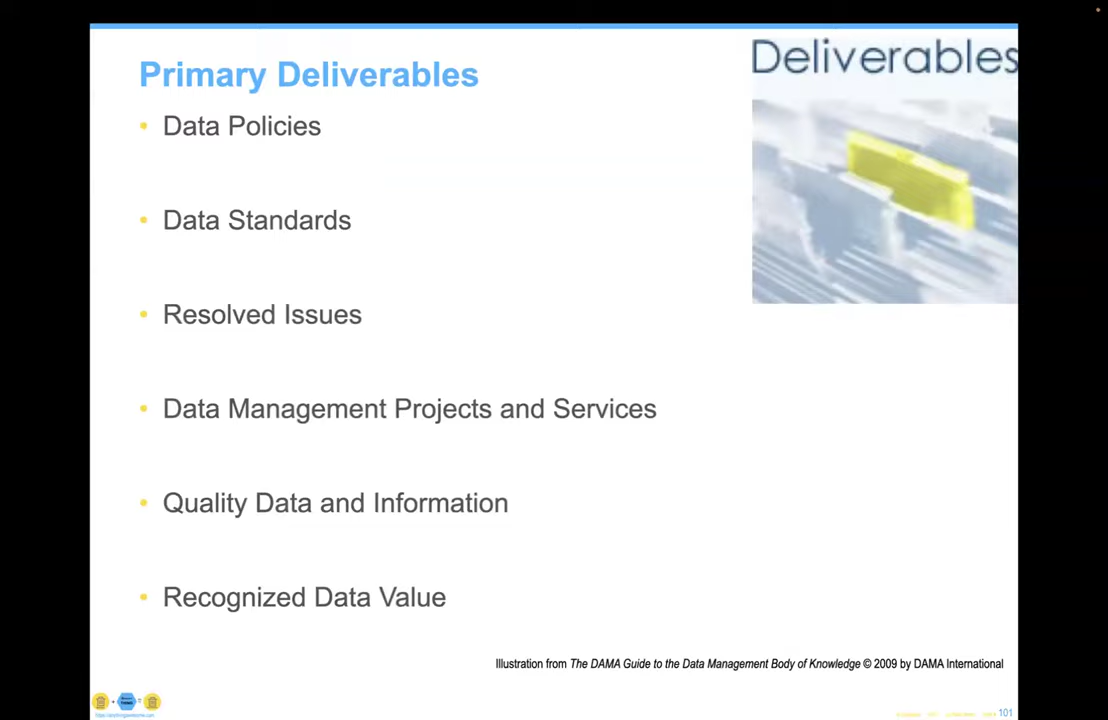 Primary Deliverables
Deliverables
• Data Policies
• Data Standards
• Resolved Issues
• Data Management Projects and Services
• Quality Data and Information
• Recognized Data Value
Illustration from The DAMA Guide to the Data Management Body of Knowledge © 2009 by DAMA International
101